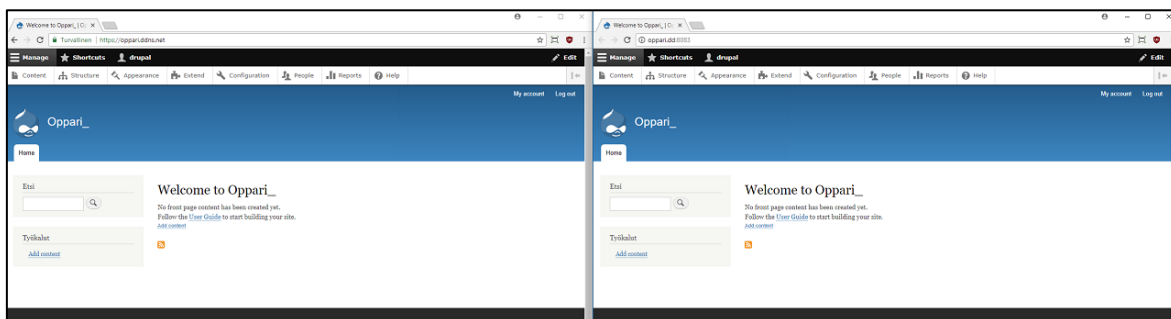 Welcome to Oppari_ | O
Turvallinen | https://oppari.ddns.net
Manage Shortcuts drupal Edit
Content Structure Appearance Extend Configuration People Reports Help
My account Log out
Oppari_
Home
Etsi
Työkalut
Add content
Welcome to Oppari_
No front page content has been created yet.
Follow the User Guide to start building your site.
Add content
Welcome to Oppari_ | O
oppari.dd:8083
Manage Shortcuts drupal Edit
Content Structure Appearance Extend Configuration People Reports Help
My account Log out
Oppari_
Home
Etsi
Työkalut
Add content
Welcome to Oppari_
No front page content has been created yet.
Follow the User Guide to start building your site.
Add content